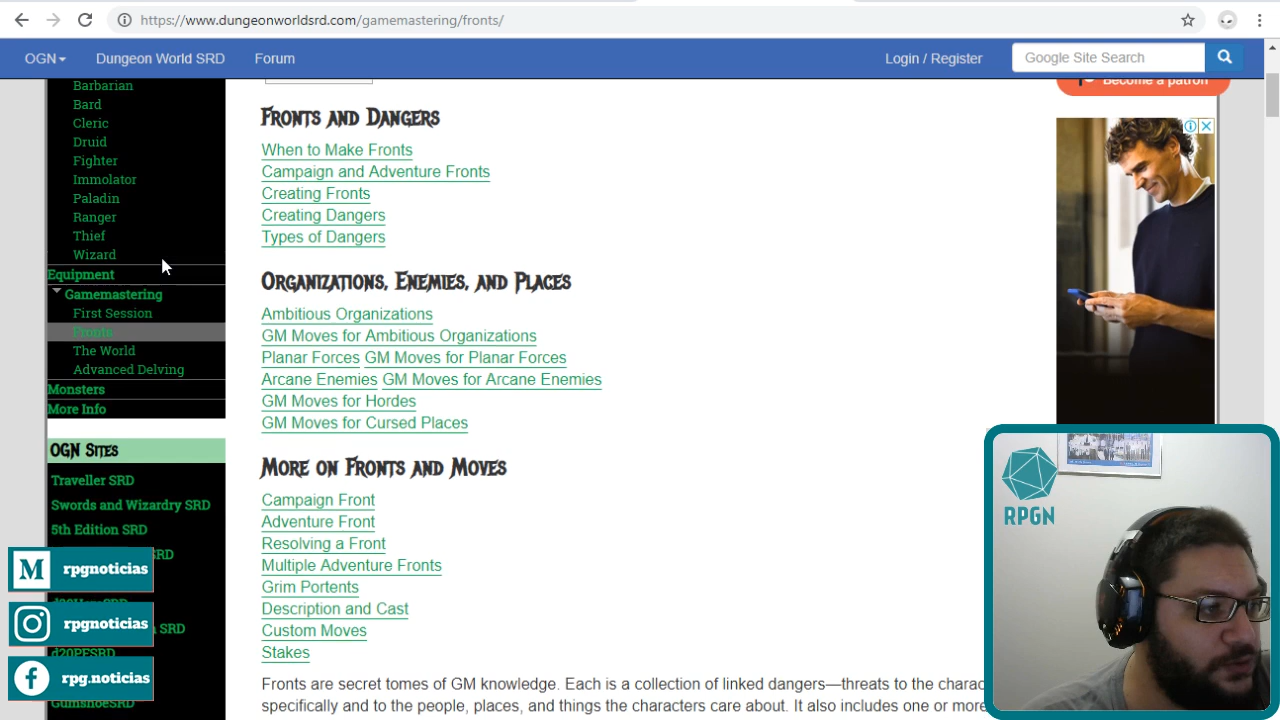 https://www.dungeonworldsrd.com/gamemastering/fronts/
OGN
Dungeon World SRD
Forum
Login / Register
Google Site Search
Become a patron
Barbarian
Bard
Cleric
Druid
Fighter
Immolator
Paladin
Ranger
Thief
Wizard
Equipment
Gamemastering
First Session
Fronts
The World
Advanced Delving
Monsters
More Info
OGN Sites
Traveller SRD
Swords and Wizardry SRD
5th Edition SRD
SRD
SRD
d20PFSRD
GumshoeSRD
Fronts and Dangers
When to Make Fronts
Campaign and Adventure Fronts
Creating Fronts
Creating Dangers
Types of Dangers
Organizations, Enemies, and Places
Ambitious Organizations
GM Moves for Ambitious Organizations
Planar Forces GM Moves for Planar Forces
Arcane Enemies GM Moves for Arcane Enemies
GM Moves for Hordes
GM Moves for Cursed Places
More on Fronts and Moves
Campaign Front
Adventure Front
Resolving a Front
Multiple Adventure Fronts
Grim Portents
Description and Cast
Custom Moves
Stakes
Fronts are secret tomes of GM knowledge. Each is a collection of linked dangers—threats to the charac
specifically and to the people, places, and things the characters care about. It also includes one or more
M rpgnoticias
rpgnoticias
rpg.noticias
RPGN